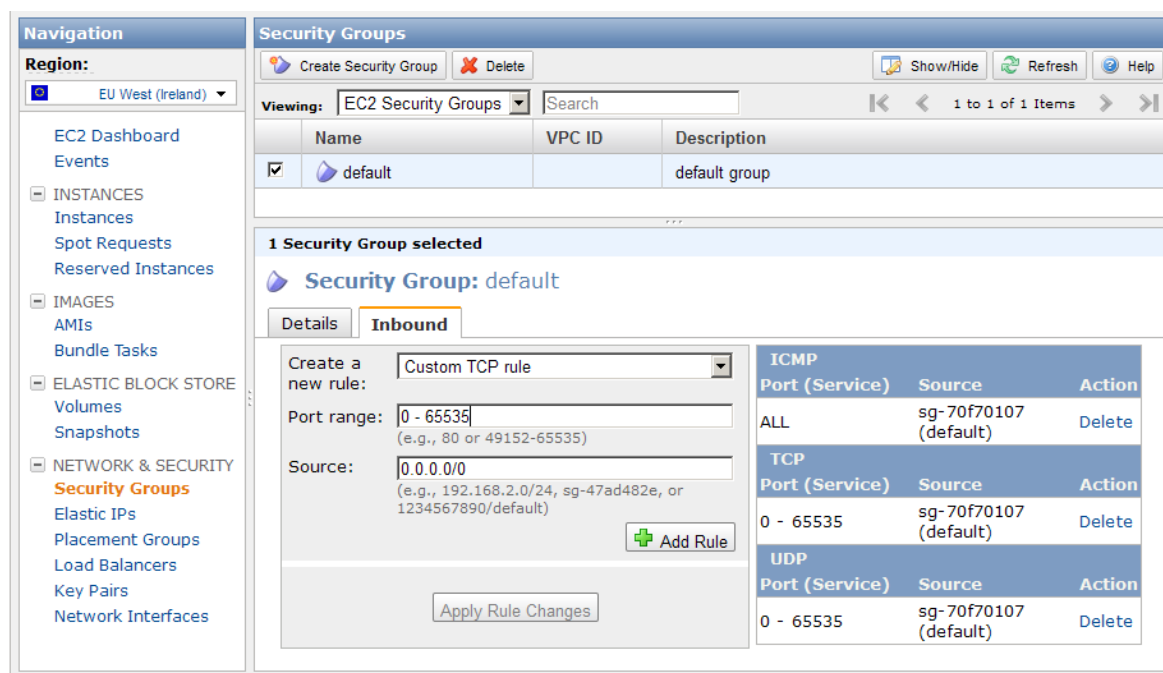 Navigation
Region:
EU West (Ireland)
EC2 Dashboard
Events
INSTANCES
Instances
Spot Requests
Reserved Instances
IMAGES
AMIs
Bundle Tasks
ELASTIC BLOCK STORE
Volumes
Snapshots
NETWORK & SECURITY
Security Groups
Elastic IPs
Placement Groups
Load Balancers
Key Pairs
Network Interfaces
Security Groups
Create Security Group Delete Show/Hide Refresh Help
Viewing: EC2 Security Groups Search 1 to 1 of 1 Items
Name VPC ID Description
default default group
1 Security Group selected
Security Group: default
Details Inbound
Create a new rule: Custom TCP rule
Port range: 0 - 65535
(e.g., 80 or 49152-65535)
Source: 0.0.0.0/0
(e.g., 192.168.2.0/24, sg-47ad482e, or
1234567890/default)
Add Rule
Apply Rule Changes
ICMP
Port (Service) Source Action
ALL sg-70f70107 (default) Delete
TCP
Port (Service) Source Action
0 - 65535 sg-70f70107 (default) Delete
UDP
Port (Service) Source Action
0 - 65535 sg-70f70107 (default) Delete